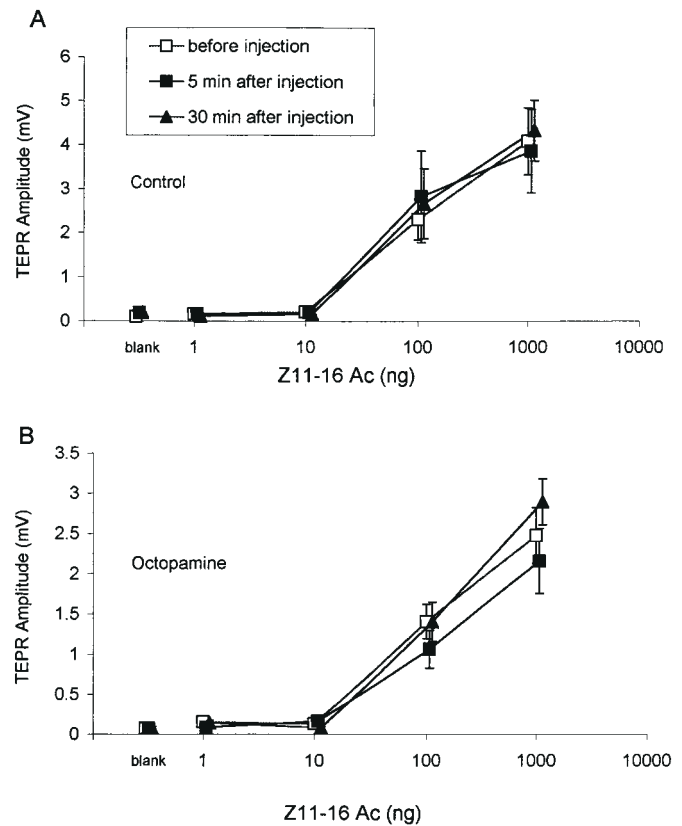 A
before injection
5 min after injection
30 min after injection
Control
TEPR Amplitude (mV)
6
5
4
3
2
1
0
blank 1 10 100 1000 10000
Z11-16 Ac (ng)
B
Octopamine
TEPR Amplitude (mV)
3.5
3
2.5
2
1.5
1
0.5
0
blank 1 10 100 1000 10000
Z11-16 Ac (ng)